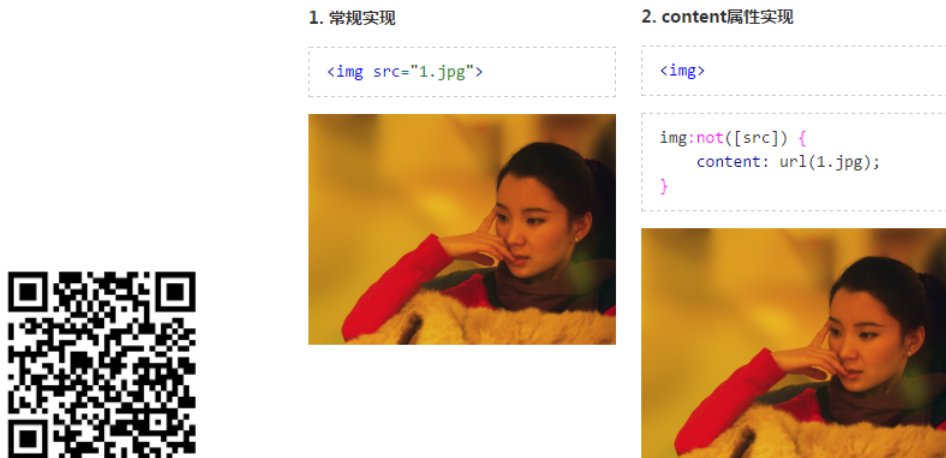 1. 常规实现
<img src="1.jpg">
2. content属性实现
<img>
img:not([src]) {
    content: url(1.jpg);
}